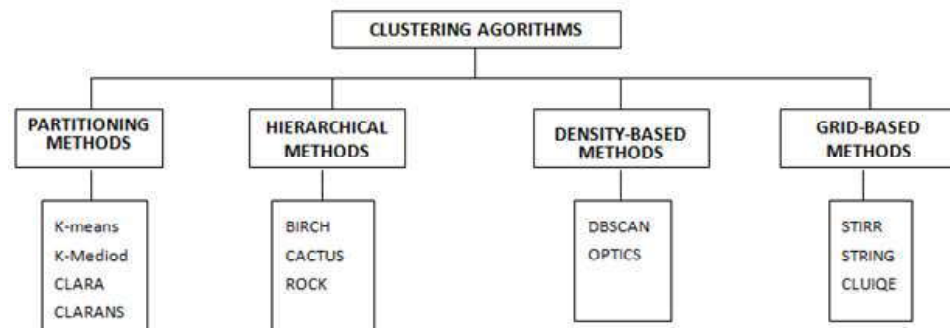 CLUSTERING AGORITHMS
PARTITIONING
METHODS
HIERARCHICAL
METHODS
DENSITY-BASED
METHODS
GRID-BASED
METHODS
K-means
K-Mediod
CLARA
CLARANS
BIRCH
CACTUS
ROCK
DBSCAN
OPTICS
STIRR
STRING
CLUIQE